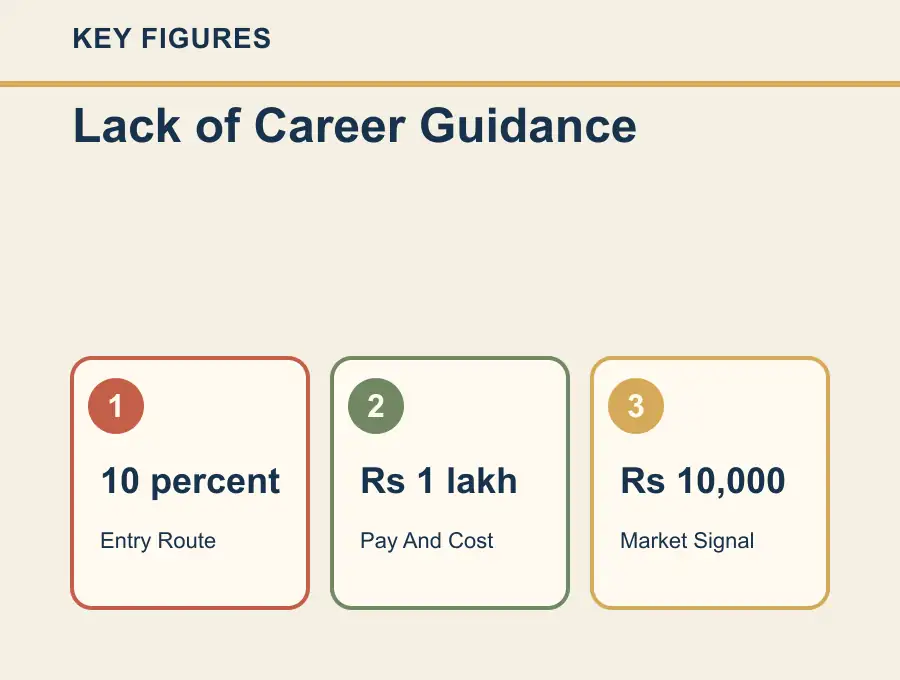 KEY FIGURES
Lack of Career Guidance
1
10 percent
Entry Route
2
Rs 1 lakh
Pay And Cost
3
Rs 10,000
Market Signal